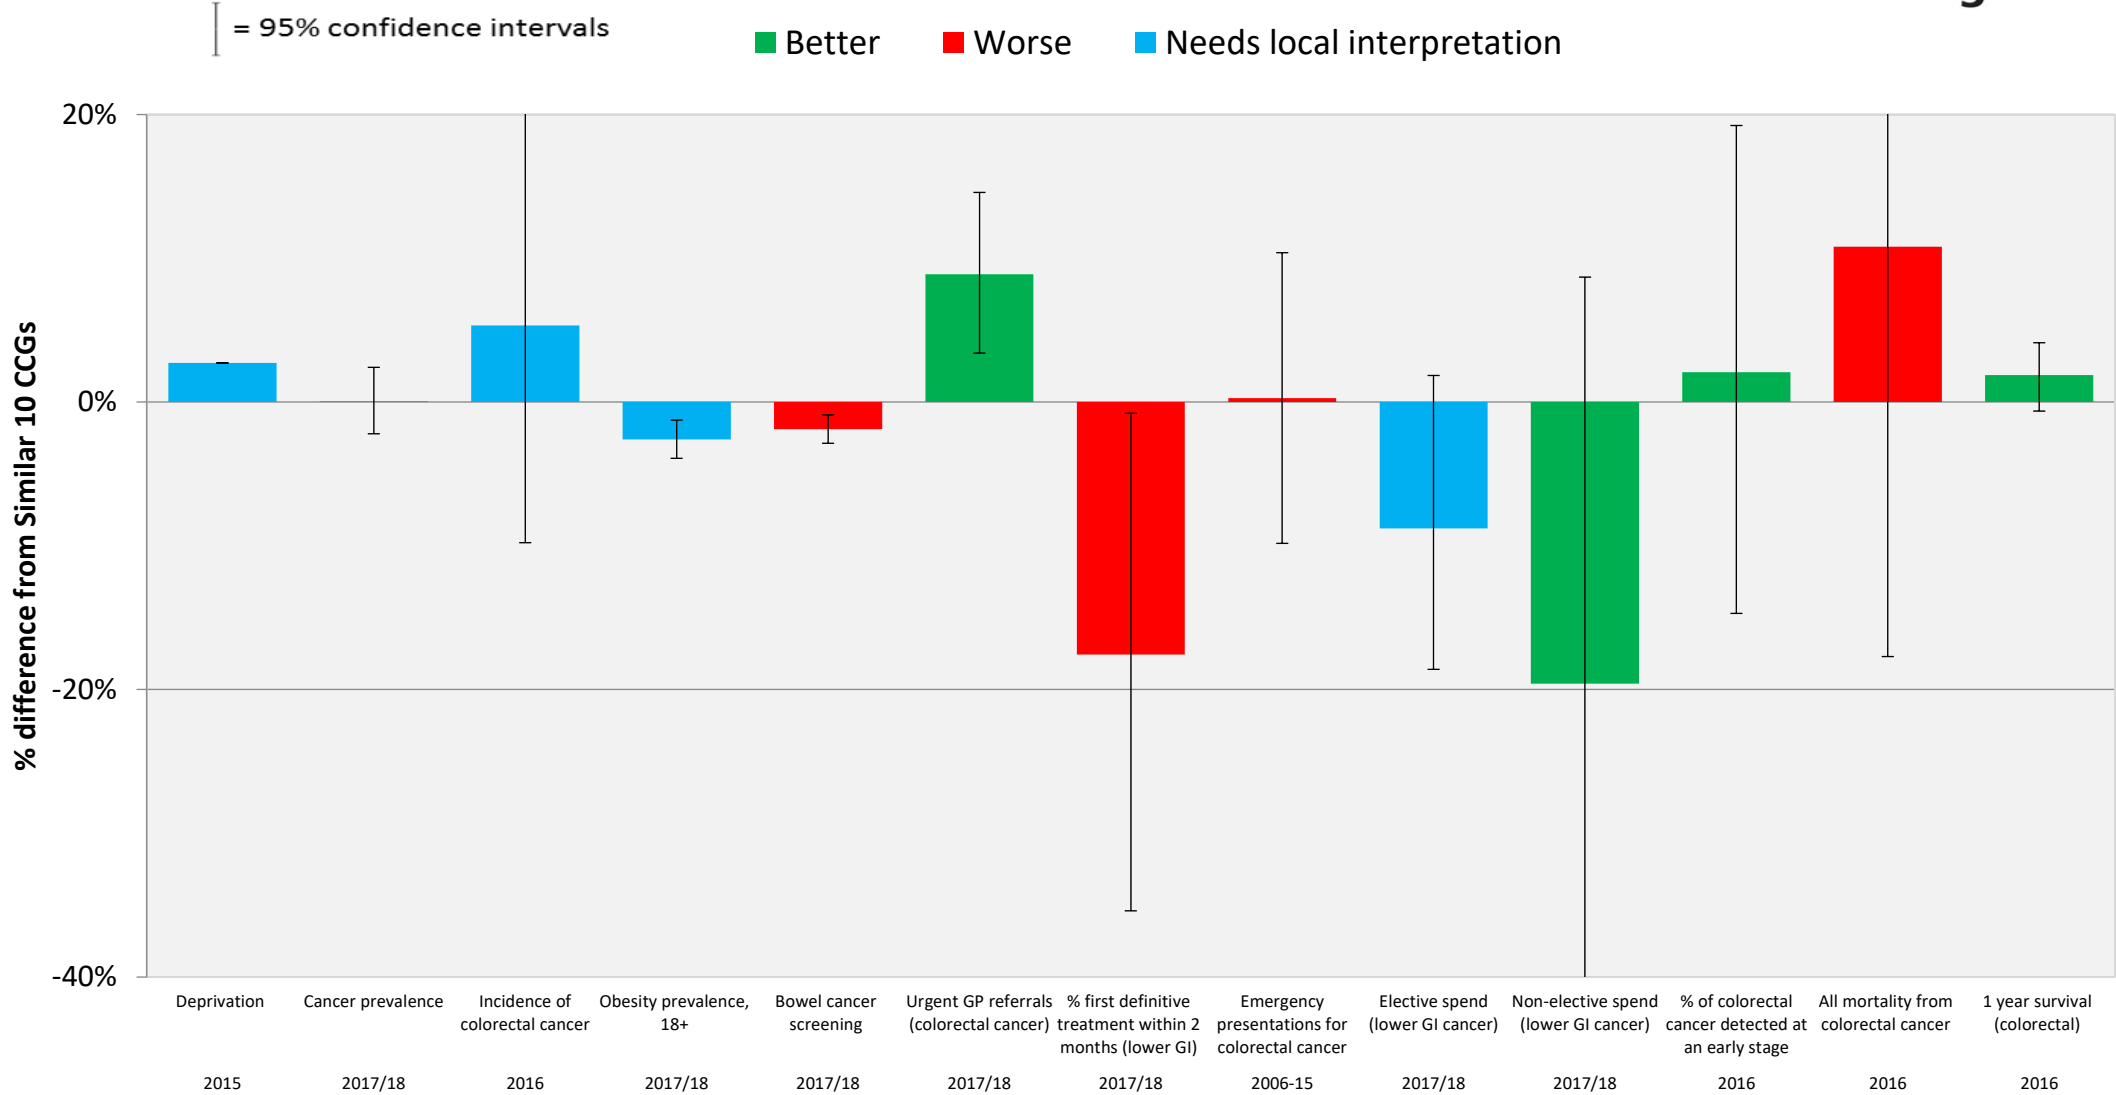 = 95% confidence intervals
Better Worse Needs local interpretation
% difference from Similar 10 CCGs
20%
0%
-20%
-40%
Deprivation
2015
Cancer prevalence
2017/18
Incidence of
colorectal cancer
2016
Obesity prevalence,
18+
2017/18
Bowel cancer
screening
2017/18
Urgent GP referrals
(colorectal cancer)
2017/18
% first definitive
treatment within 2
months (lower GI)
2017/18
Emergency
presentations for
colorectal cancer
2006-15
Elective spend
(lower GI cancer)
2017/18
Non-elective spend
(lower GI cancer)
2017/18
% of colorectal
cancer detected at
an early stage
2016
All mortality from
colorectal cancer
2016
1 year survival
(colorectal)
2016